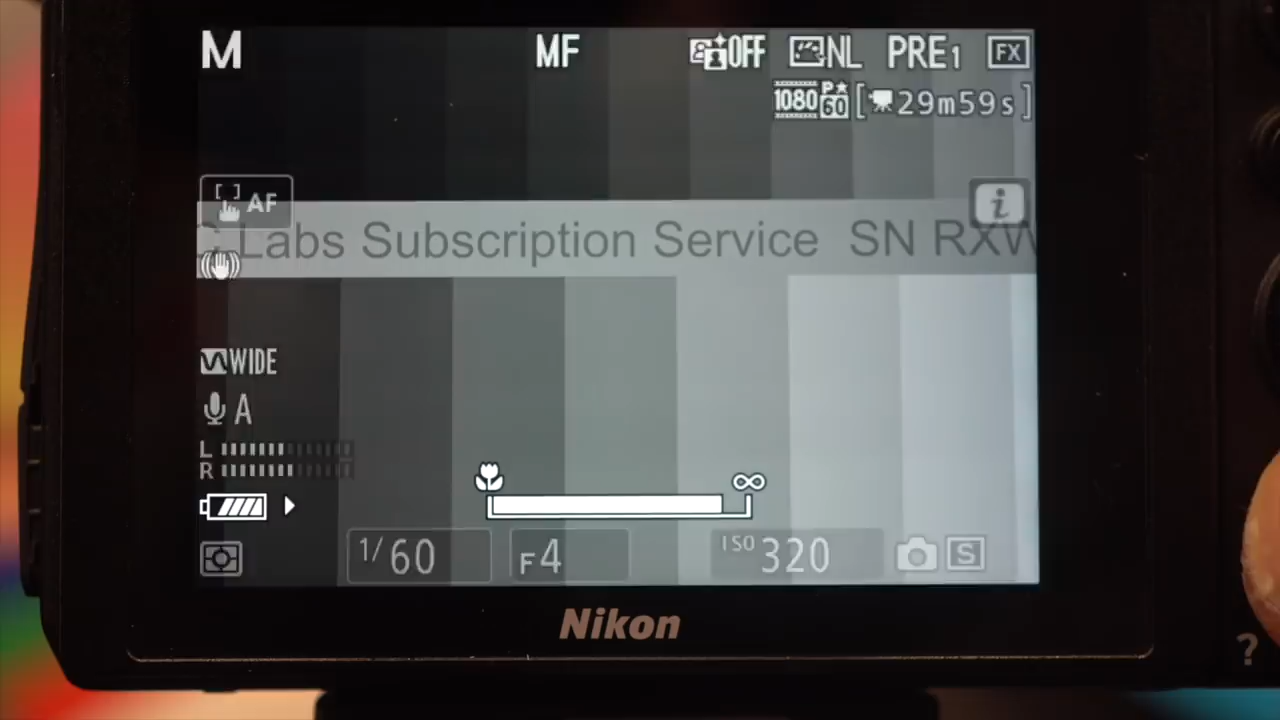 M MF OFF NL PRE1 FX
1080 P★ 60 [29m59s]
AF i
C Labs Subscription Service SN RXW
WIDE
A
L
R
∞
1/60 F4 ISO 320 S
Nikon
?